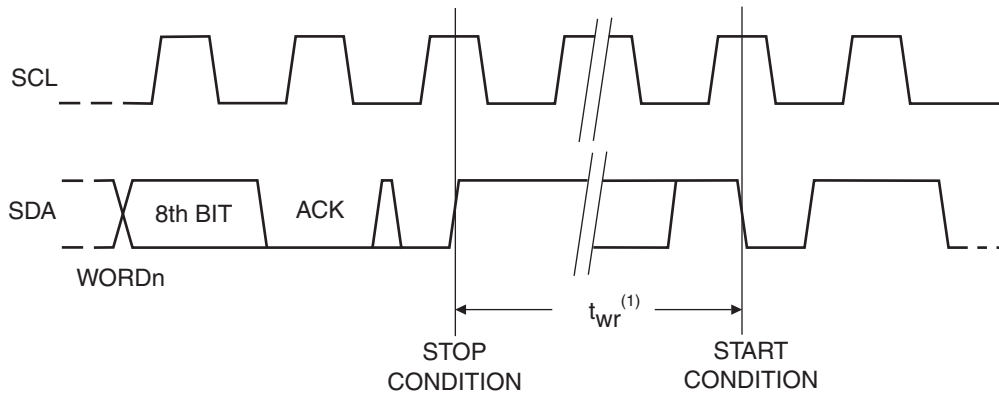 SCL
SDA
8th BIT
ACK
WORDn
twr(1)
STOP
CONDITION
START
CONDITION